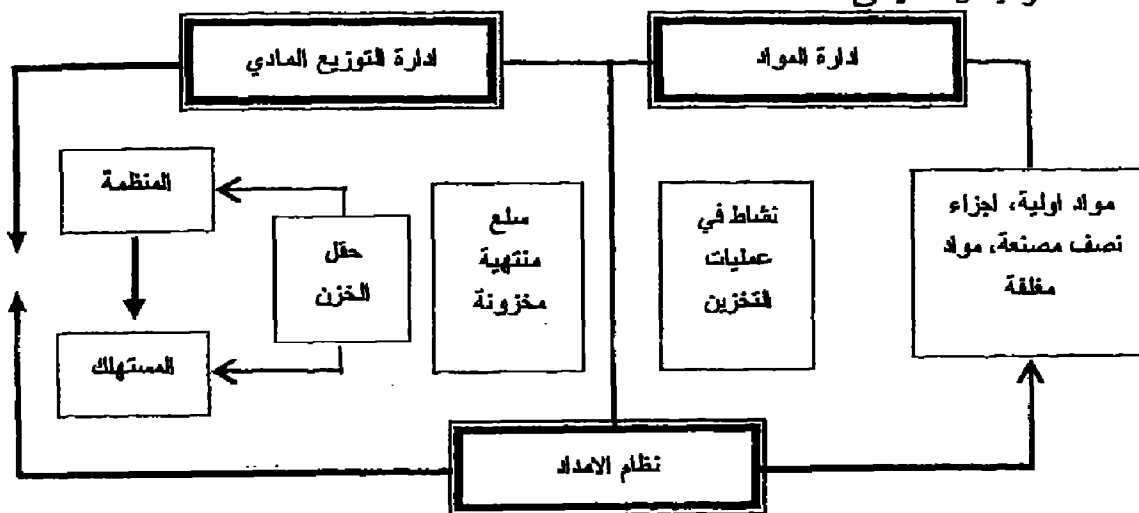 ادارة المواد
ادارة التوزيع المادي
مواد اولية، اجزاء
نصف مصنعة، مواد
مغلفة
نشاط في
عمليات
التخزين
سلع
منتهية
مخزونة
حقل
الخزن
المنظمة
المستهلك
نظام الامداد